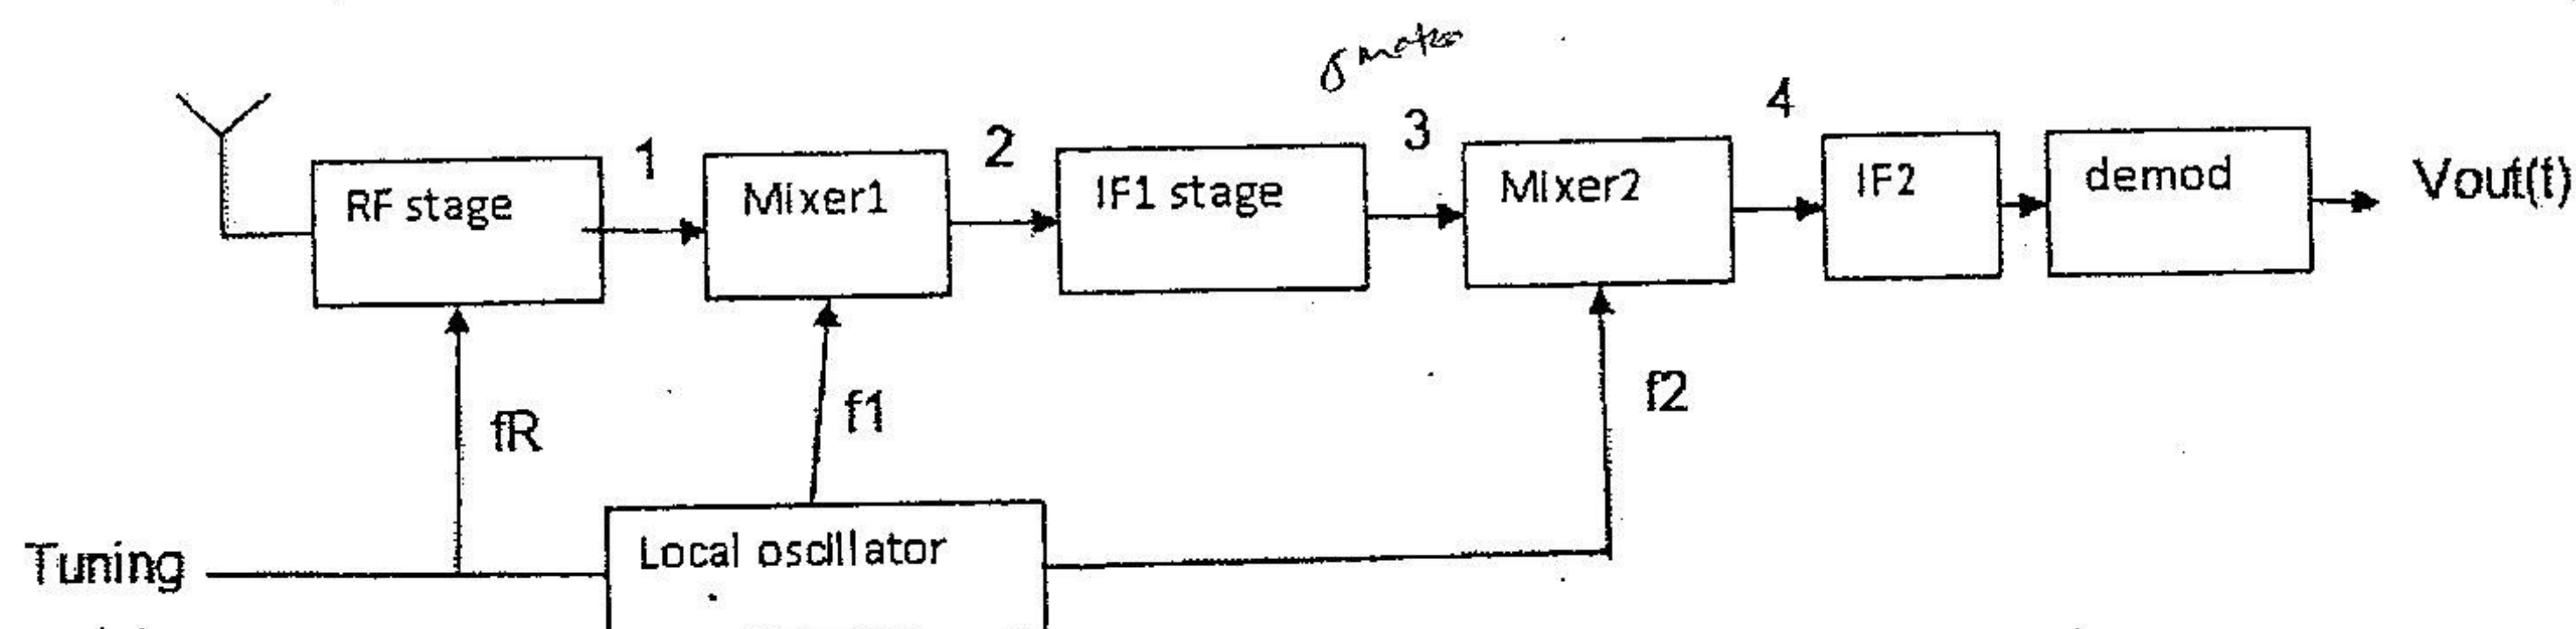 4
1
2
3
RF stage
Mixer1
IF1 stage
Mixer2
IF2
demod
Vout(t)
fR
f1
f2
Tuning
Local oscillator